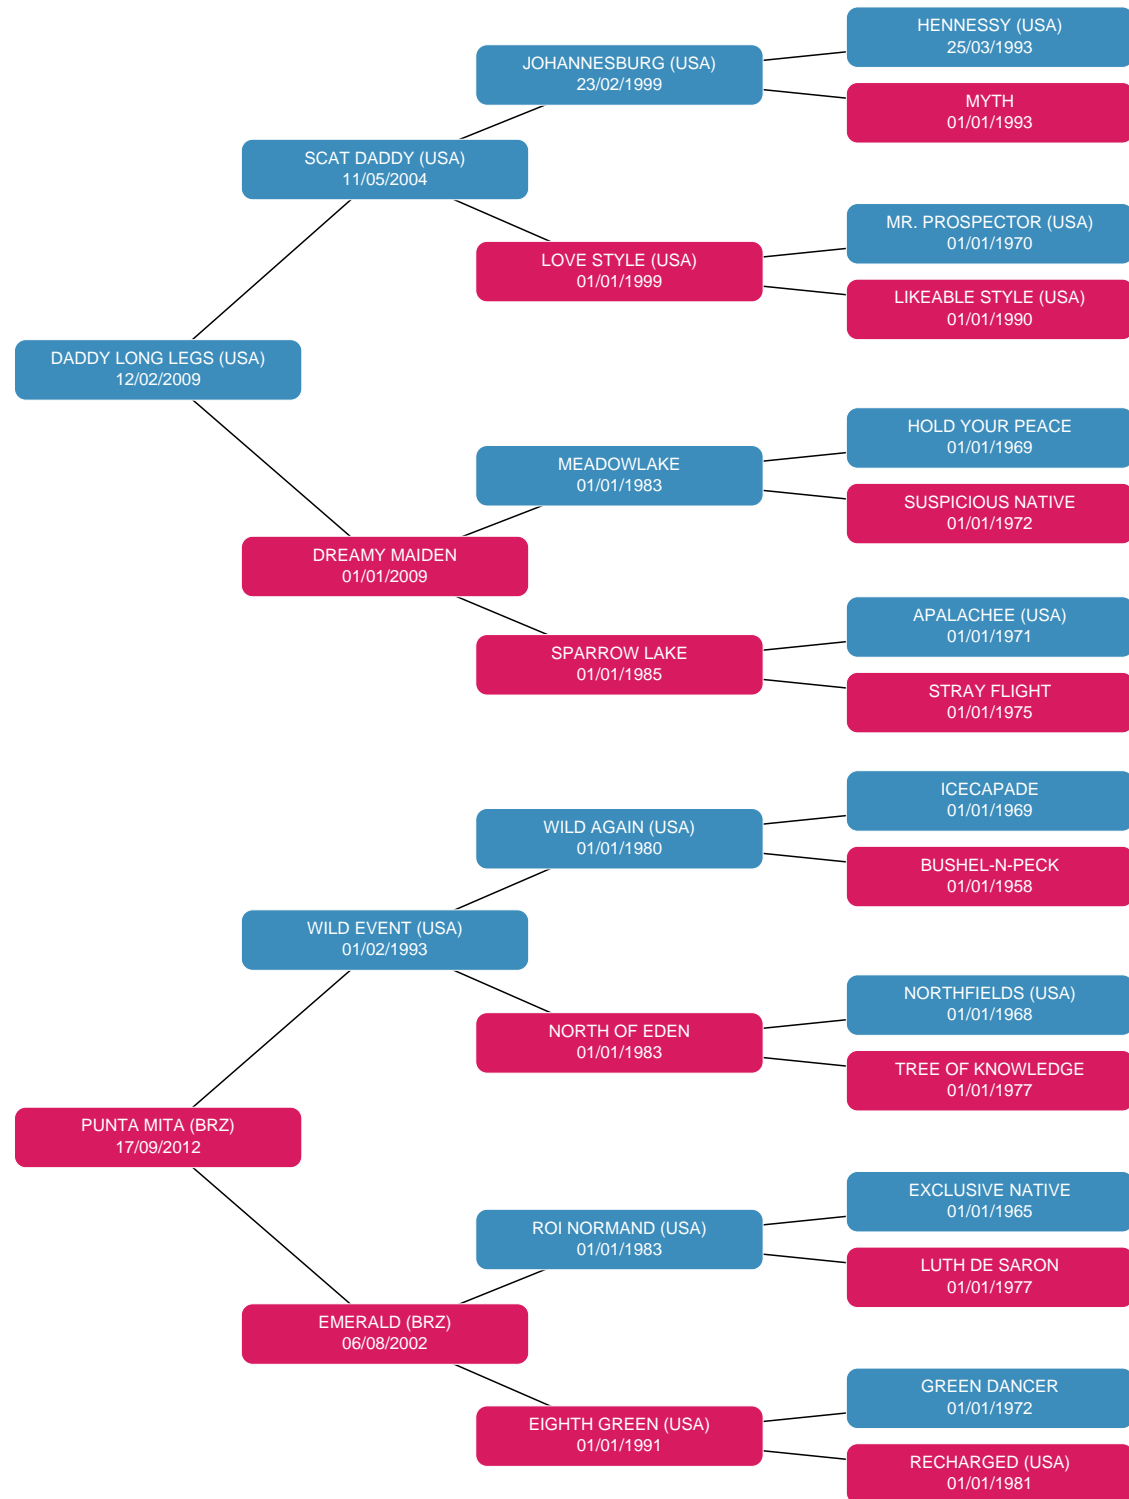 HENNESSY (USA)
25/03/1993
JOHANNESBURG (USA)
23/02/1999
MYTH
01/01/1993
SCAT DADDY (USA)
11/05/2004
MR. PROSPECTOR (USA)
01/01/1970
LOVE STYLE (USA)
01/01/1999
LIKEABLE STYLE (USA)
01/01/1990
DADDY LONG LEGS (USA)
12/02/2009
HOLD YOUR PEACE
01/01/1969
MEADOWLAKE
01/01/1983
SUSPICIOUS NATIVE
01/01/1972
DREAMY MAIDEN
01/01/2009
APALACHEE (USA)
01/01/1971
SPARROW LAKE
01/01/1985
STRAY FLIGHT
01/01/1975
ICECAPADE
01/01/1969
WILD AGAIN (USA)
01/01/1980
BUSHEL-N-PECK
01/01/1958
WILD EVENT (USA)
01/02/1993
NORTHFIELDS (USA)
01/01/1968
NORTH OF EDEN
01/01/1983
TREE OF KNOWLEDGE
01/01/1977
PUNTA MITA (BRZ)
17/09/2012
EXCLUSIVE NATIVE
01/01/1965
ROI NORMAND (USA)
01/01/1983
LUTH DE SARON
01/01/1977
EMERALD (BRZ)
06/08/2002
GREEN DANCER
01/01/1972
EIGHTH GREEN (USA)
01/01/1991
RECHARGED (USA)
01/01/1981